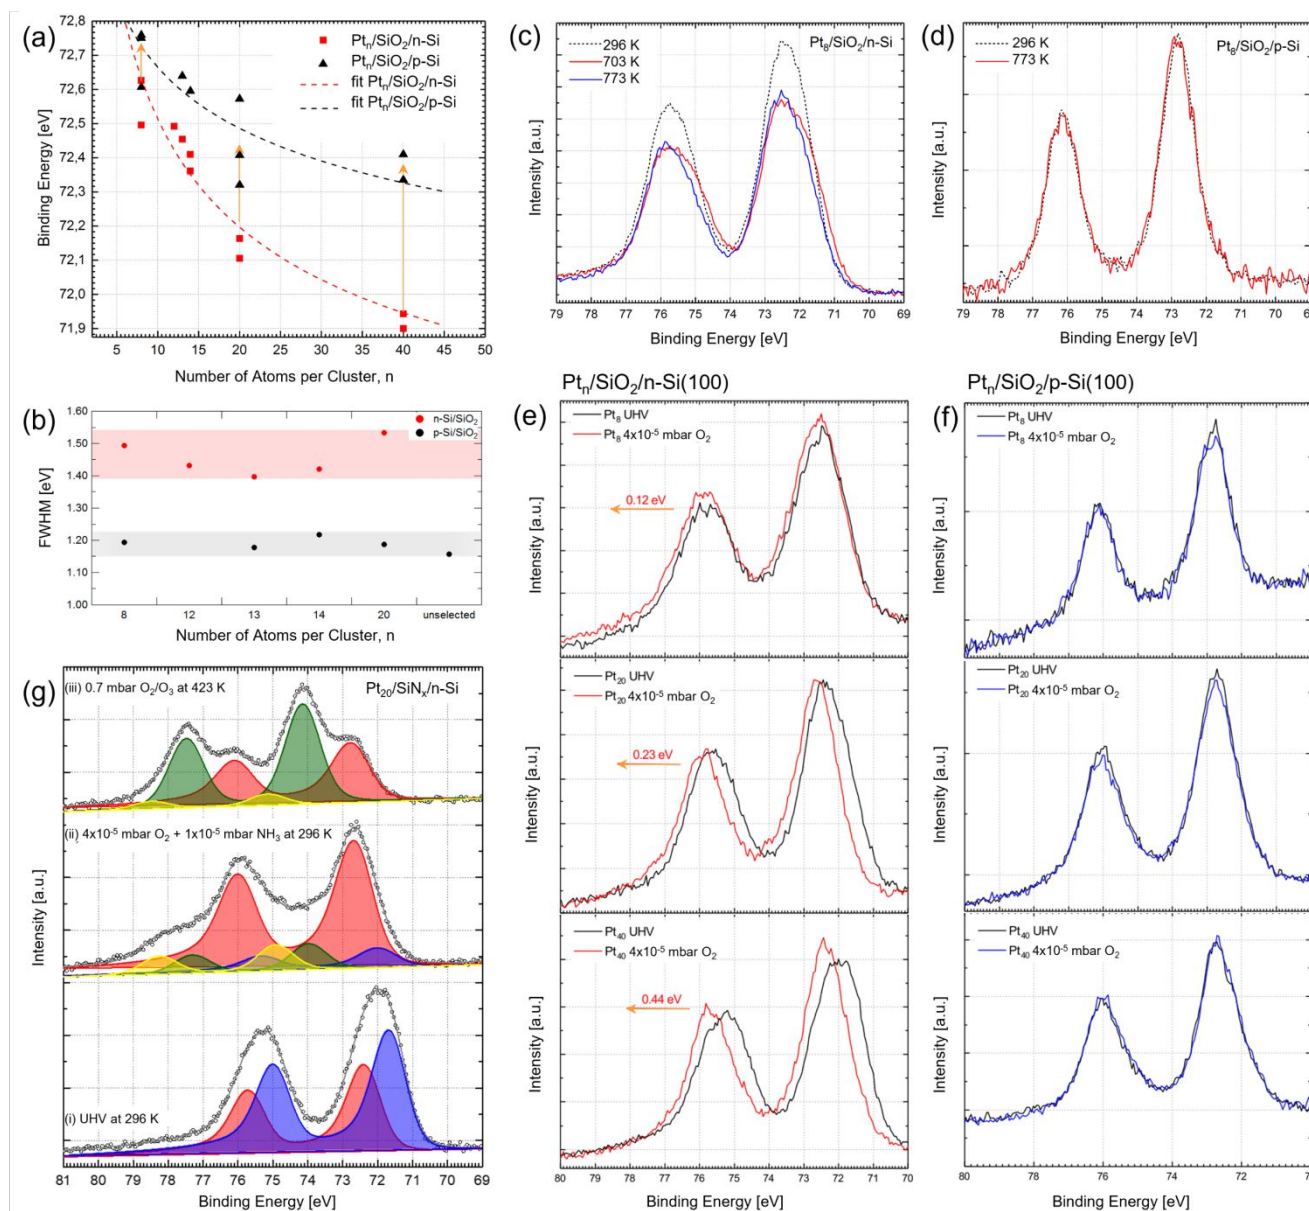 (a)
72,8
72,7
72,6
72,5
72,4
72,3
72,2
72,1
72,0
71,9
Binding Energy [eV]
Ptn/SiO2/n-Si
Ptn/SiO2/p-Si
fit Ptn/SiO2/n-Si
fit Ptn/SiO2/p-Si
5 10 15 20 25 30 35 40 45 50
Number of Atoms per Cluster, n
(c)
296 K
703 K
773 K
Pt8/SiO2/n-Si
Intensity [a.u.]
79 78 77 76 75 74 73 72 71 70 69
Binding Energy [eV]
(d)
296 K
773 K
Pt8/SiO2/p-Si
Intensity [a.u.]
79 78 77 76 75 74 73 72 71 70 69
Binding Energy [eV]
(b)
1.60
1.50
1.40
1.30
1.20
1.10
1.00
FWHM [eV]
n-Si/SiO2
p-Si/SiO2
8 12 13 14 20 unselected
Number of Atoms per Cluster, n
Ptn/SiO2/n-Si(100)
(e)
Pt8 UHV
Pt8 4x10-5 mbar O2
0.12 eV
Intensity [a.u.]
Pt20 UHV
Pt20 4x10-5 mbar O2
0.23 eV
Intensity [a.u.]
Pt40 UHV
Pt40 4x10-5 mbar O2
0.44 eV
Intensity [a.u.]
80 79 78 77 76 75 74 73 72 71 70
Binding Energy [eV]
Ptn/SiO2/p-Si(100)
(f)
Pt8 UHV
Pt8 4x10-5 mbar O2
Intensity [a.u.]
Pt20 UHV
Pt20 4x10-5 mbar O2
Intensity [a.u.]
Pt40 UHV
Pt40 4x10-5 mbar O2
Intensity [a.u.]
80 79 78 77 76 75 74 73 72 71
Binding Energy [eV]
(g)
(iii) 0.7 mbar O2/O3 at 423 K
Pt20/SiNx/n-Si
(ii) 4x10-5 mbar O2 + 1x10-5 mbar NH3 at 296 K
(i) UHV at 296 K
Intensity [a.u.]
81 80 79 78 77 76 75 74 73 72 71 70 69
Binding Energy [eV]